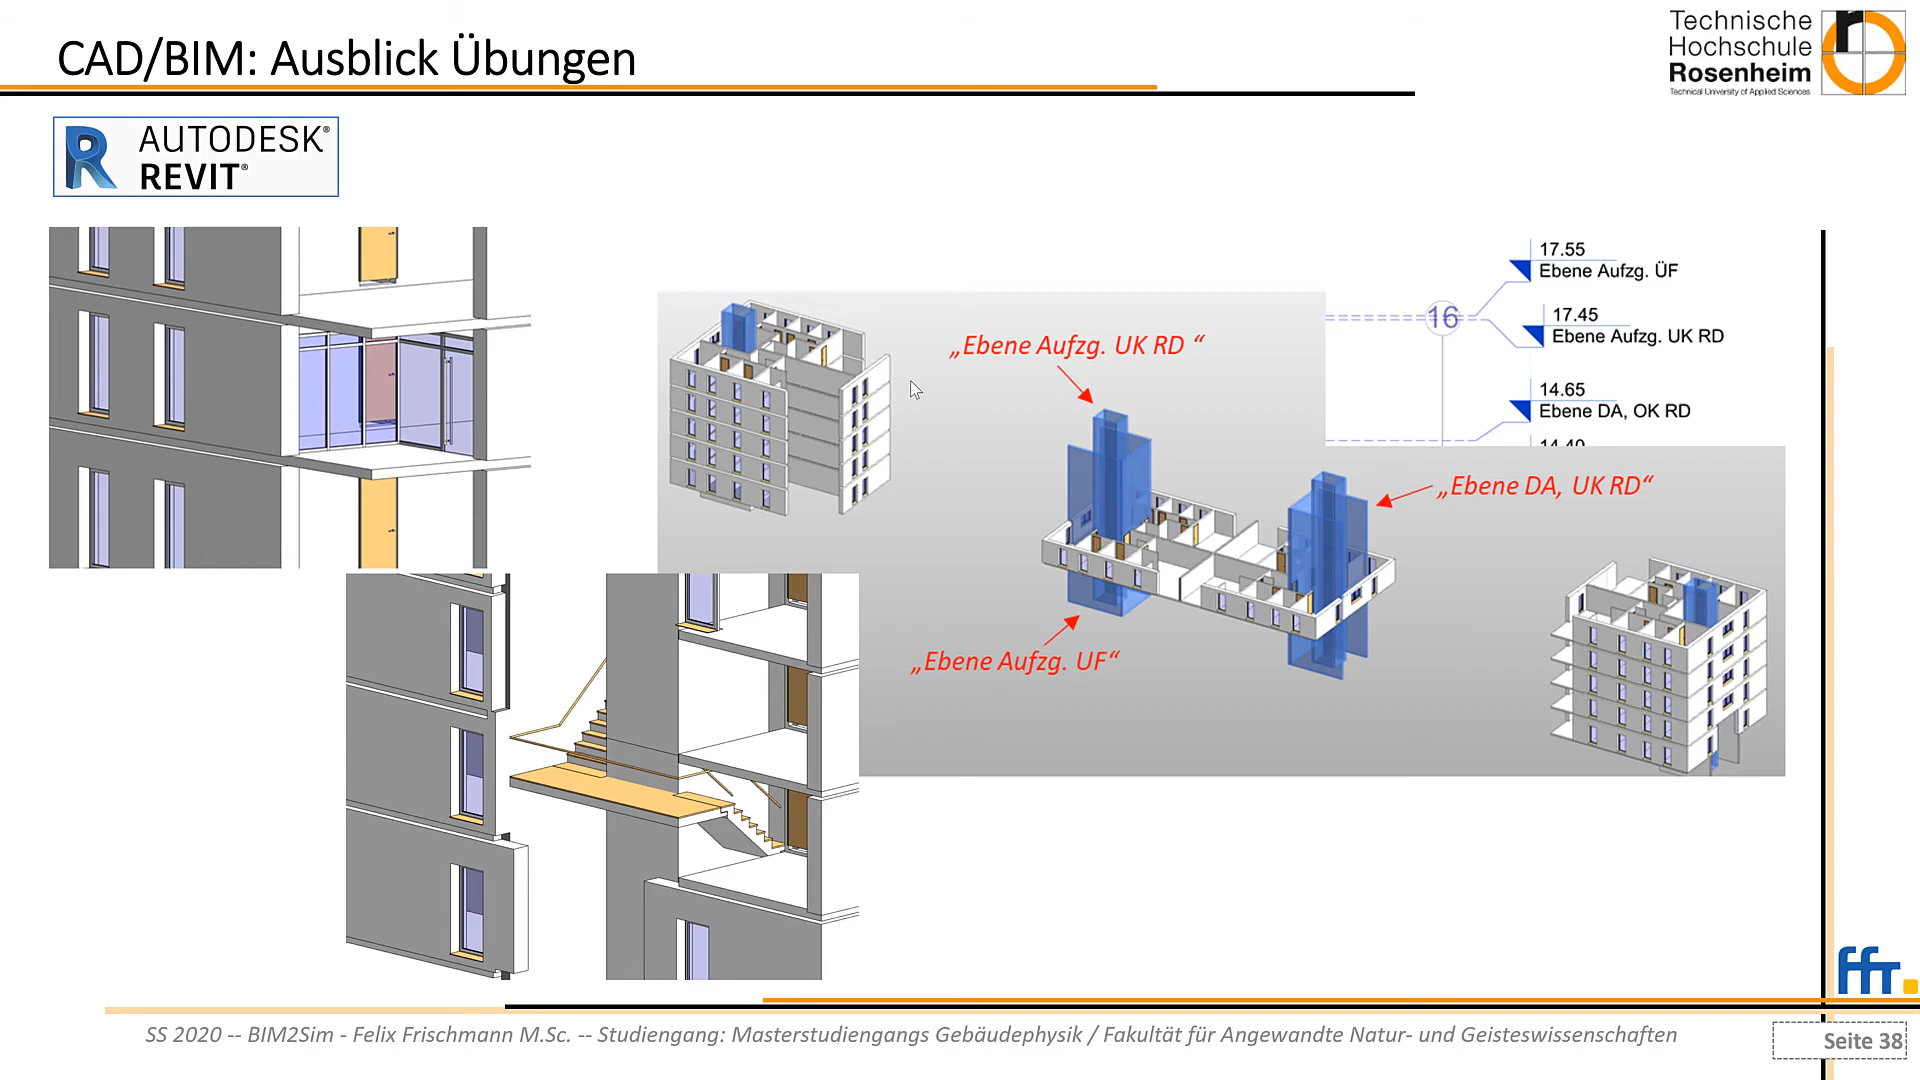 CAD/BIM: Ausblick Übungen
Technische
Hochschule
Rosenheim
Technical University of Applied Sciences
AUTODESK®
REVIT®
17.55
Ebene Aufzg. ÜF
16
17.45
Ebene Aufzg. UK RD
14.65
Ebene DA, OK RD
14.40
„Ebene Aufzg. UK RD “
„Ebene DA, UK RD“
„Ebene Aufzg. UF“
fft.
SS 2020 -- BIM2Sim - Felix Frischmann M.Sc. -- Studiengang: Masterstudiengangs Gebäudephysik / Fakultät für Angewandte Natur- und Geisteswissenschaften
Seite 38